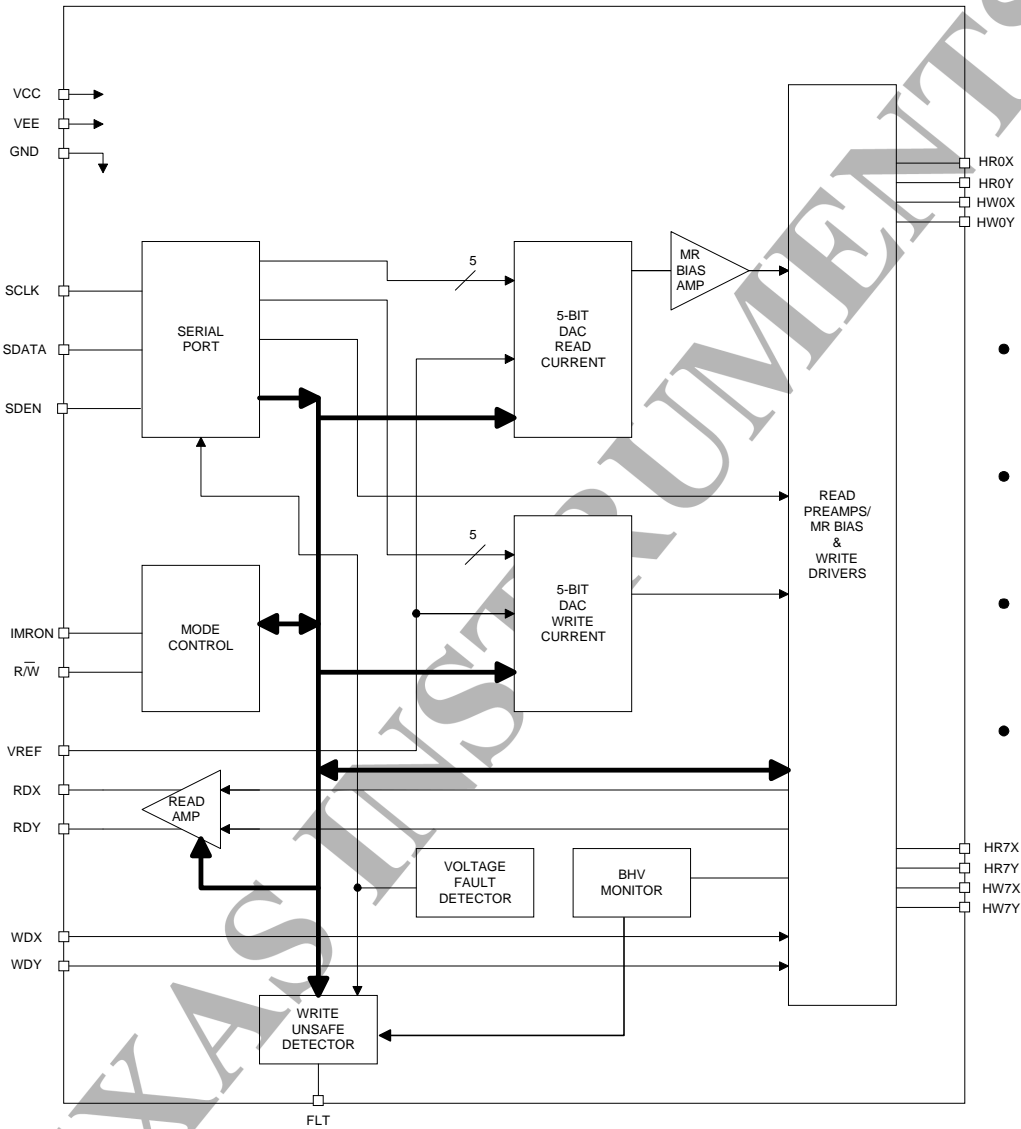 VCC
VEE
GND
HR0X
HR0Y
HW0X
HW0Y
SCLK
SDATA
SDEN
SERIAL
PORT
5
5-BIT
DAC
READ
CURRENT
MR
BIAS
AMP
READ
PREAMPS/
MR BIAS
&
WRITE
DRIVERS
5
5-BIT
DAC
WRITE
CURRENT
IMRON
R/W̅
MODE
CONTROL
VREF
RDX
RDY
READ
AMP
VOLTAGE
FAULT
DETECTOR
BHV
MONITOR
HR7X
HR7Y
HW7X
HW7Y
WDX
WDY
WRITE
UNSAFE
DETECTOR
FLT
EXAS INSTRUMENTS